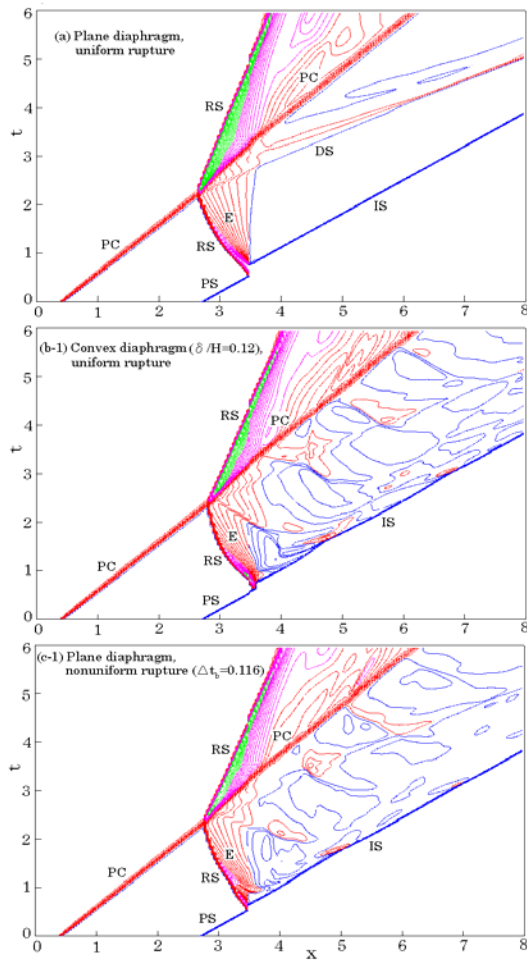 6
(a) Plane diaphragm,
uniform rupture
5
RS
PC
4
t
3
DS
2
E
IS
PC
RS
1
PS
0
0 1 2 3 4 5 6 7 8
6
(b-1) Convex diaphragm (δ/H=0.12),
uniform rupture
5
RS
PC
4
t
3
2
E
IS
RS
PC
1
PS
0
0 1 2 3 4 5 6 7 8
6
(c-1) Plane diaphragm,
nonuniform rupture (△t_b=0.116)
5
RS
PC
4
t
3
2
E
IS
PC
RS
1
PS
0
0 1 2 3 4 5 6 7 8
x